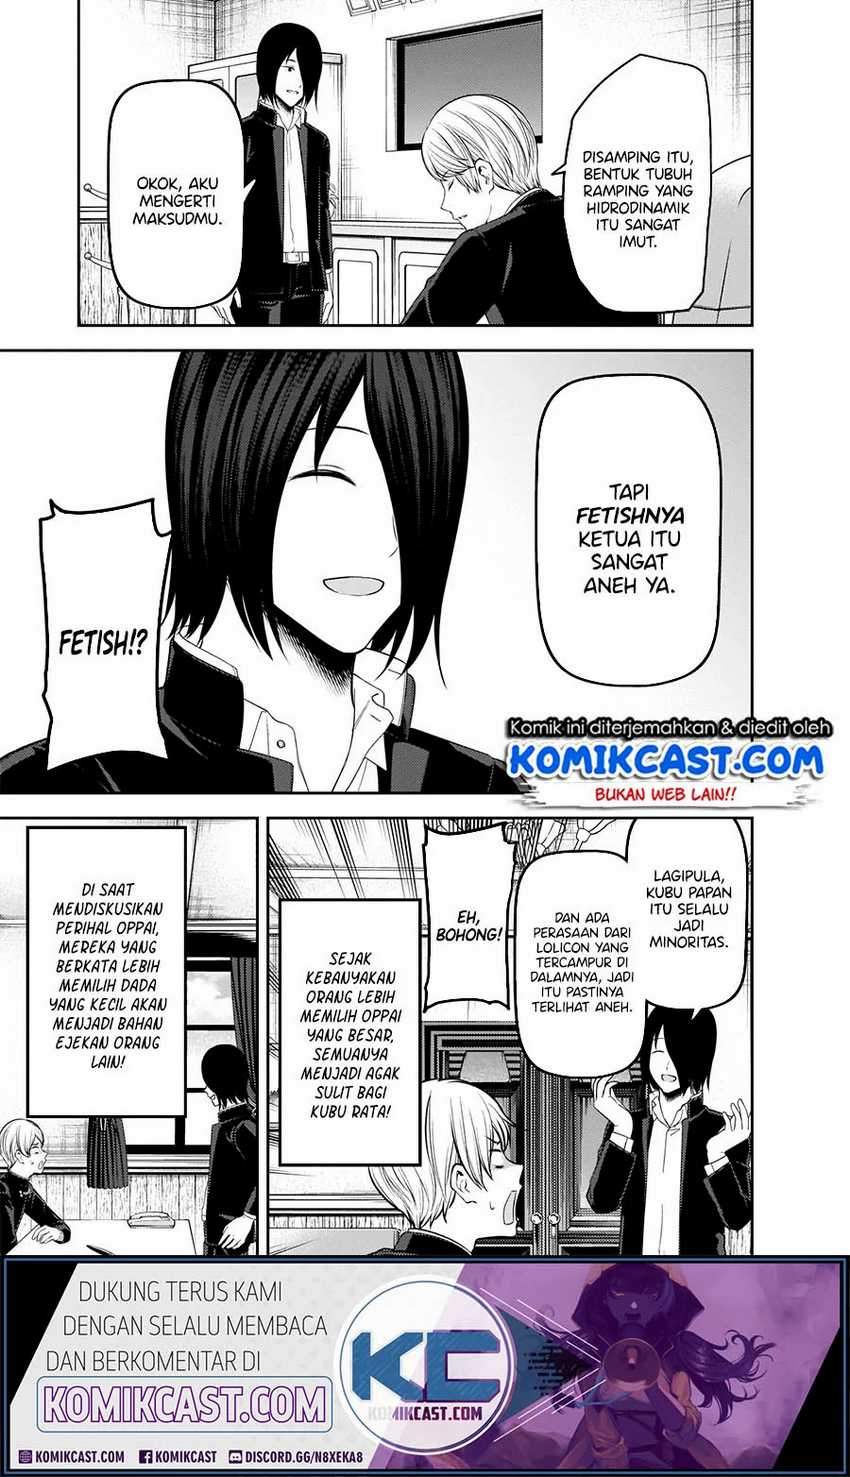 DISAMPING ITU,
BENTUK TUBUH
RAMPING YANG
HIDRODINAMIK
ITU SANGAT
IMUT.
OKOK, AKU
MENGERTI
MAKSUDMU.
TAPI
FETISHNYA
KETUA ITU
SANGAT
ANEH YA.
FETISH!?
Komik ini diterjemahkan & diedit oleh
KOMIKCAST.COM
BUKAN WEB LAIN!!
LAGIPULA,
KUBU PAPAN
ITU SELALU
JADI
MINORITAS.
DAN ADA
PERASAAN DARI
LOLICON YANG
TERCAMPUR DI
DALAMNYA, JADI
ITU PASTINYA
TERLIHAT ANEH.
EH,
BOHONG!
SEJAK
KEBANYAKAN
ORANG LEBIH
MEMILIH OPPAI
YANG BESAR,
SEMUANYA
MENJADI AGAK
SULIT BAGI
KUBU RATA!
DI SAAT
MENDISKUSIKAN
PERIHAL OPPAI,
MEREKA YANG
BERKATA LEBIH
MEMILIH DADA
YANG KECIL AKAN
MENJADI BAHAN
EJEKAN ORANG
LAIN!
DUKUNG TERUS KAMI
DENGAN SELALU MEMBACA
DAN BERKOMENTAR DI
KOMIKCAST.COM
KOMIKCAST.COM KOMIKCAST DISCORD.GG/N8XEKA8
KC
KOMIKCAST.COM